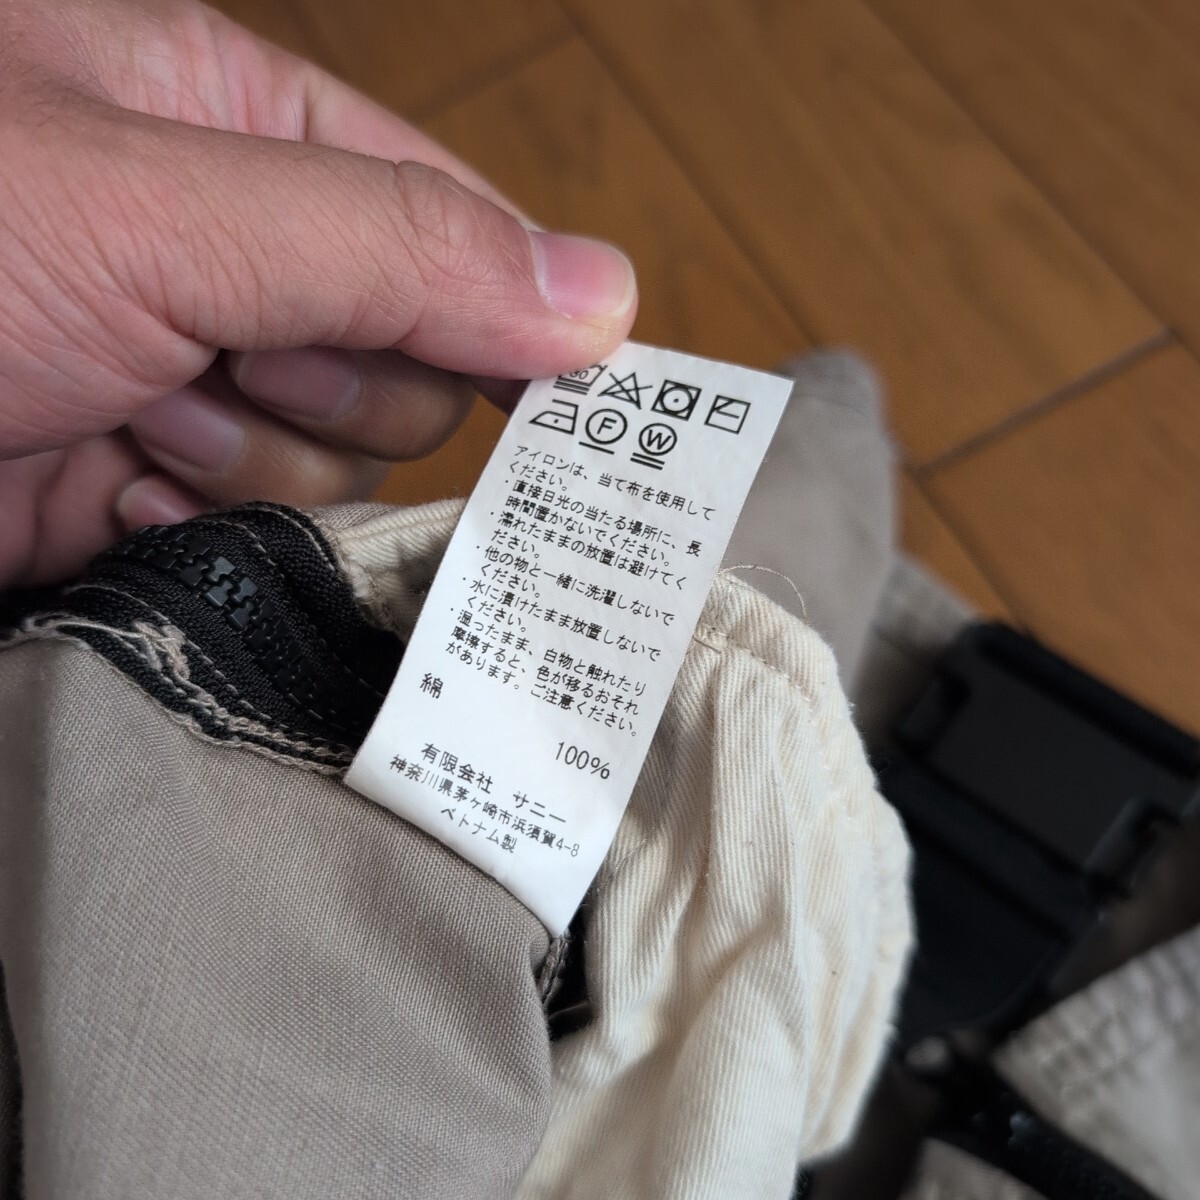 30
F W
アイロンは、当て布を使用して
ください。
・直接日光の当たる場所に、長
時間置かないでください。
・濡れたままの放置は避けてく
ださい。
・他の物と一緒に洗濯しないで
ください。
・水に漬けたまま放置しないで
ください。
・湿ったまま、白物と触れたり
摩擦すると、色が移るおそれ
があります。ご注意ください。
綿 100%
有限会社 サニー
神奈川県茅ヶ崎市浜須賀4-8
ベトナム製